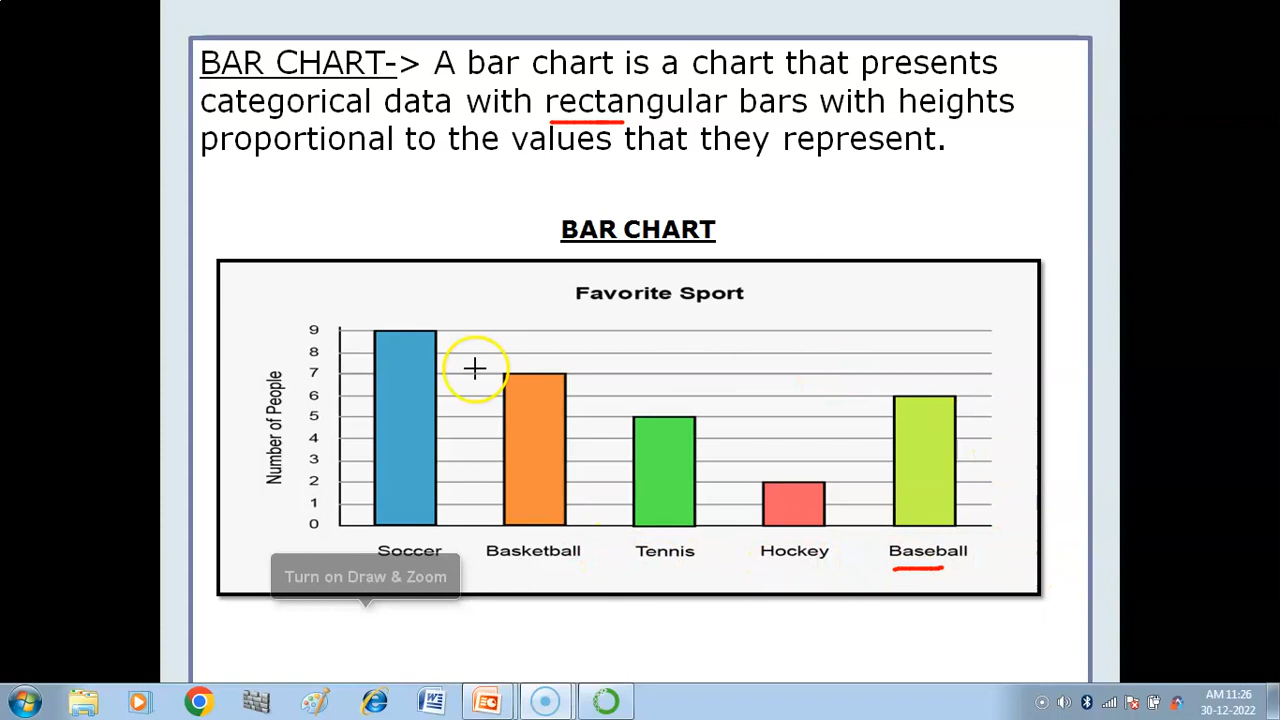 BAR CHART-> A bar chart is a chart that presents
categorical data with rectangular bars with heights
proportional to the values that they represent.
BAR CHART
Favorite Sport
Number of People
9
8
7
6
5
4
3
2
1
0
Soccer Basketball Tennis Hockey Baseball
Turn on Draw & Zoom
AM 11:26
30-12-2022